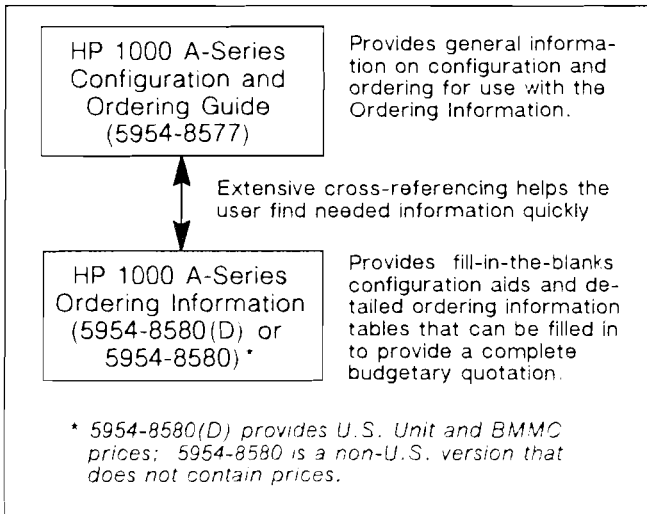 HP 1000 A-Series
Configuration and
Ordering Guide
(5954-8577)
Provides general informa-
tion on configuration and
ordering for use with the
Ordering Information.
Extensive cross-referencing helps the
user find needed information quickly
HP 1000 A-Series
Ordering Information
(5954-8580(D) or
5954-8580) *
Provides fill-in-the-blanks
configuration aids and de-
tailed ordering information
tables that can be filled in
to provide a complete
budgetary quotation.
* 5954-8580(D) provides U.S. Unit and BMMC
prices; 5954-8580 is a non-U.S. version that
does not contain prices.